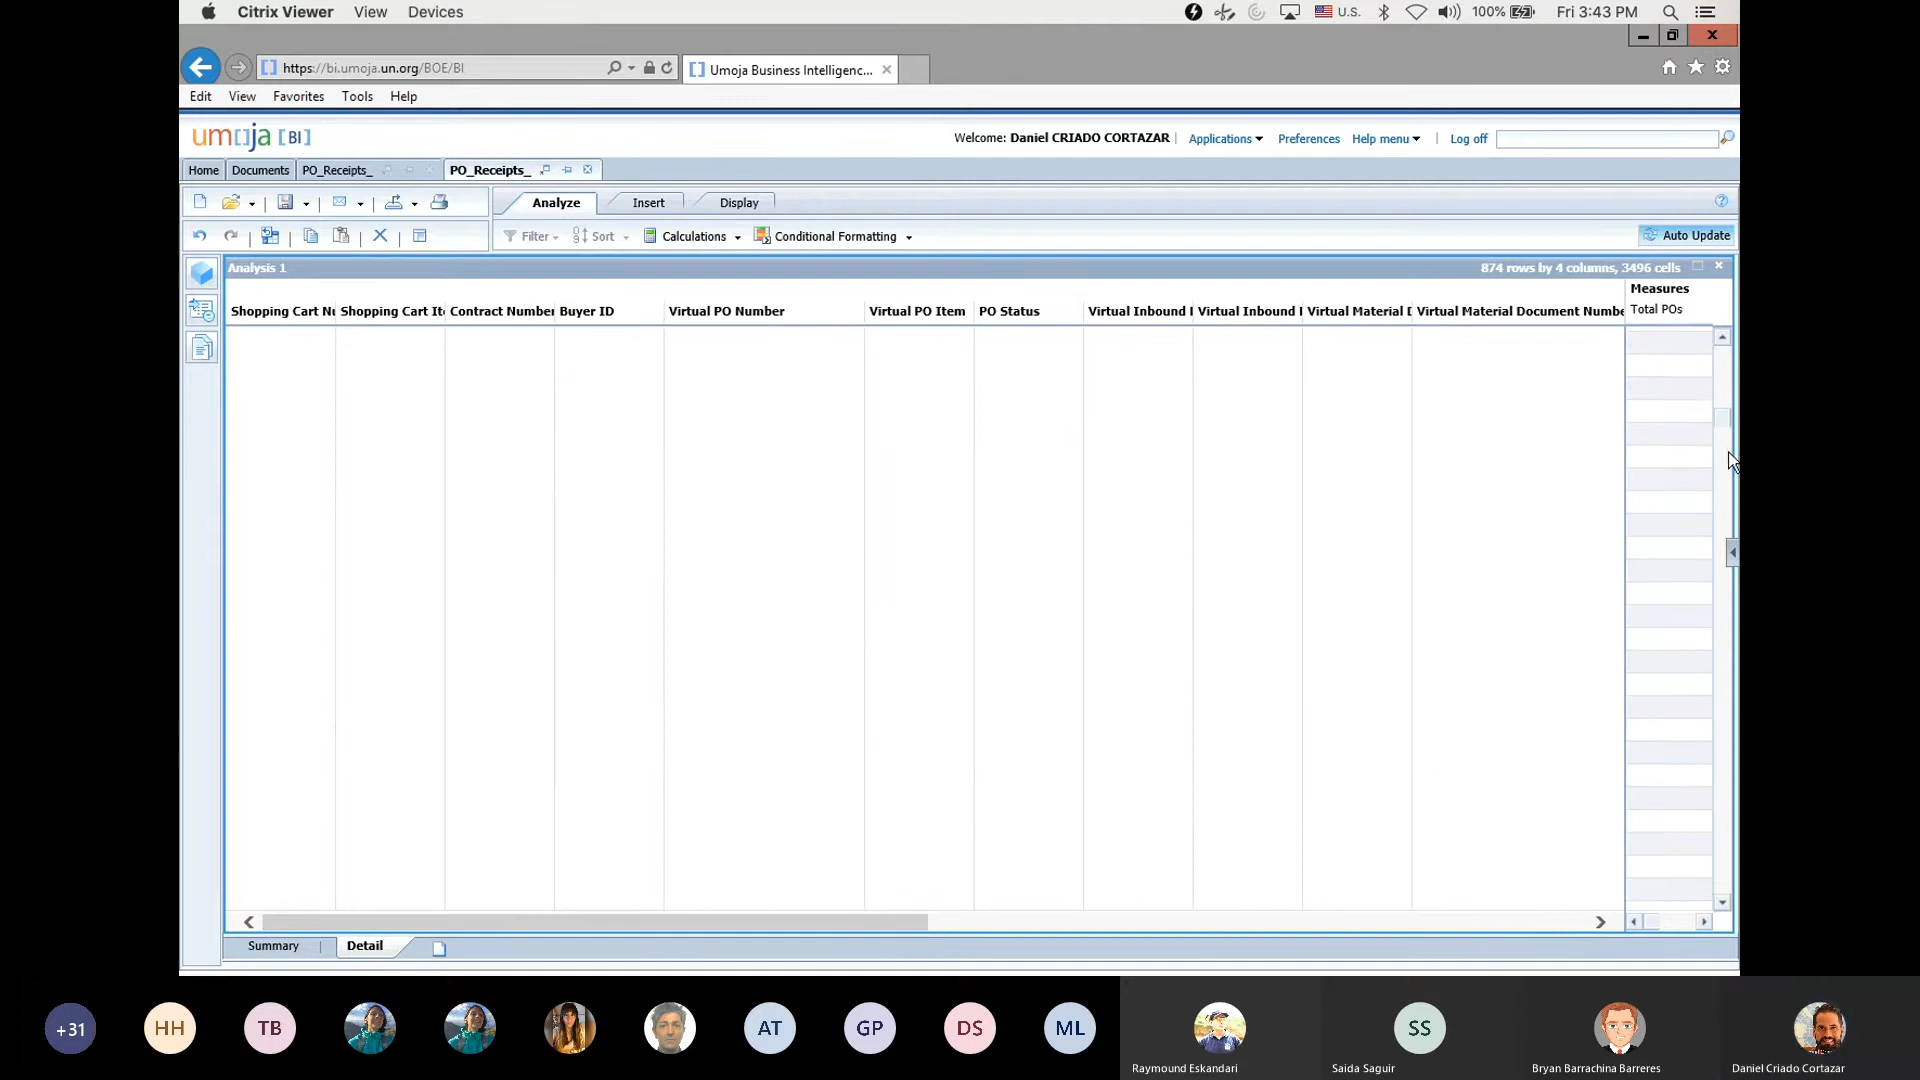 Citrix Viewer View Devices U.S. 100% Fri 3:43 PM
https://bi.umoja.un.org/BOE/BI Umoja Business Intelligenc...
Edit View Favorites Tools Help
um[]ja [BI] Welcome: Daniel CRIADO CORTAZAR Applications Preferences Help menu Log off
Home Documents PO_Receipts_ PO_Receipts_
Analyze Insert Display
Filter Sort Calculations Conditional Formatting Auto Update
Analysis 1 874 rows by 4 columns, 3496 cells
Measures
Shopping Cart Nu Shopping Cart Ite Contract Number Buyer ID Virtual PO Number Virtual PO Item PO Status Virtual Inbound Virtual Inbound Virtual Material Virtual Material Document Numbe Total POs
Summary Detail
+31 HH TB AT GP DS ML SS
Raymound Eskandari Saida Saguir Bryan Barrachina Barreres Daniel Criado Cortazar